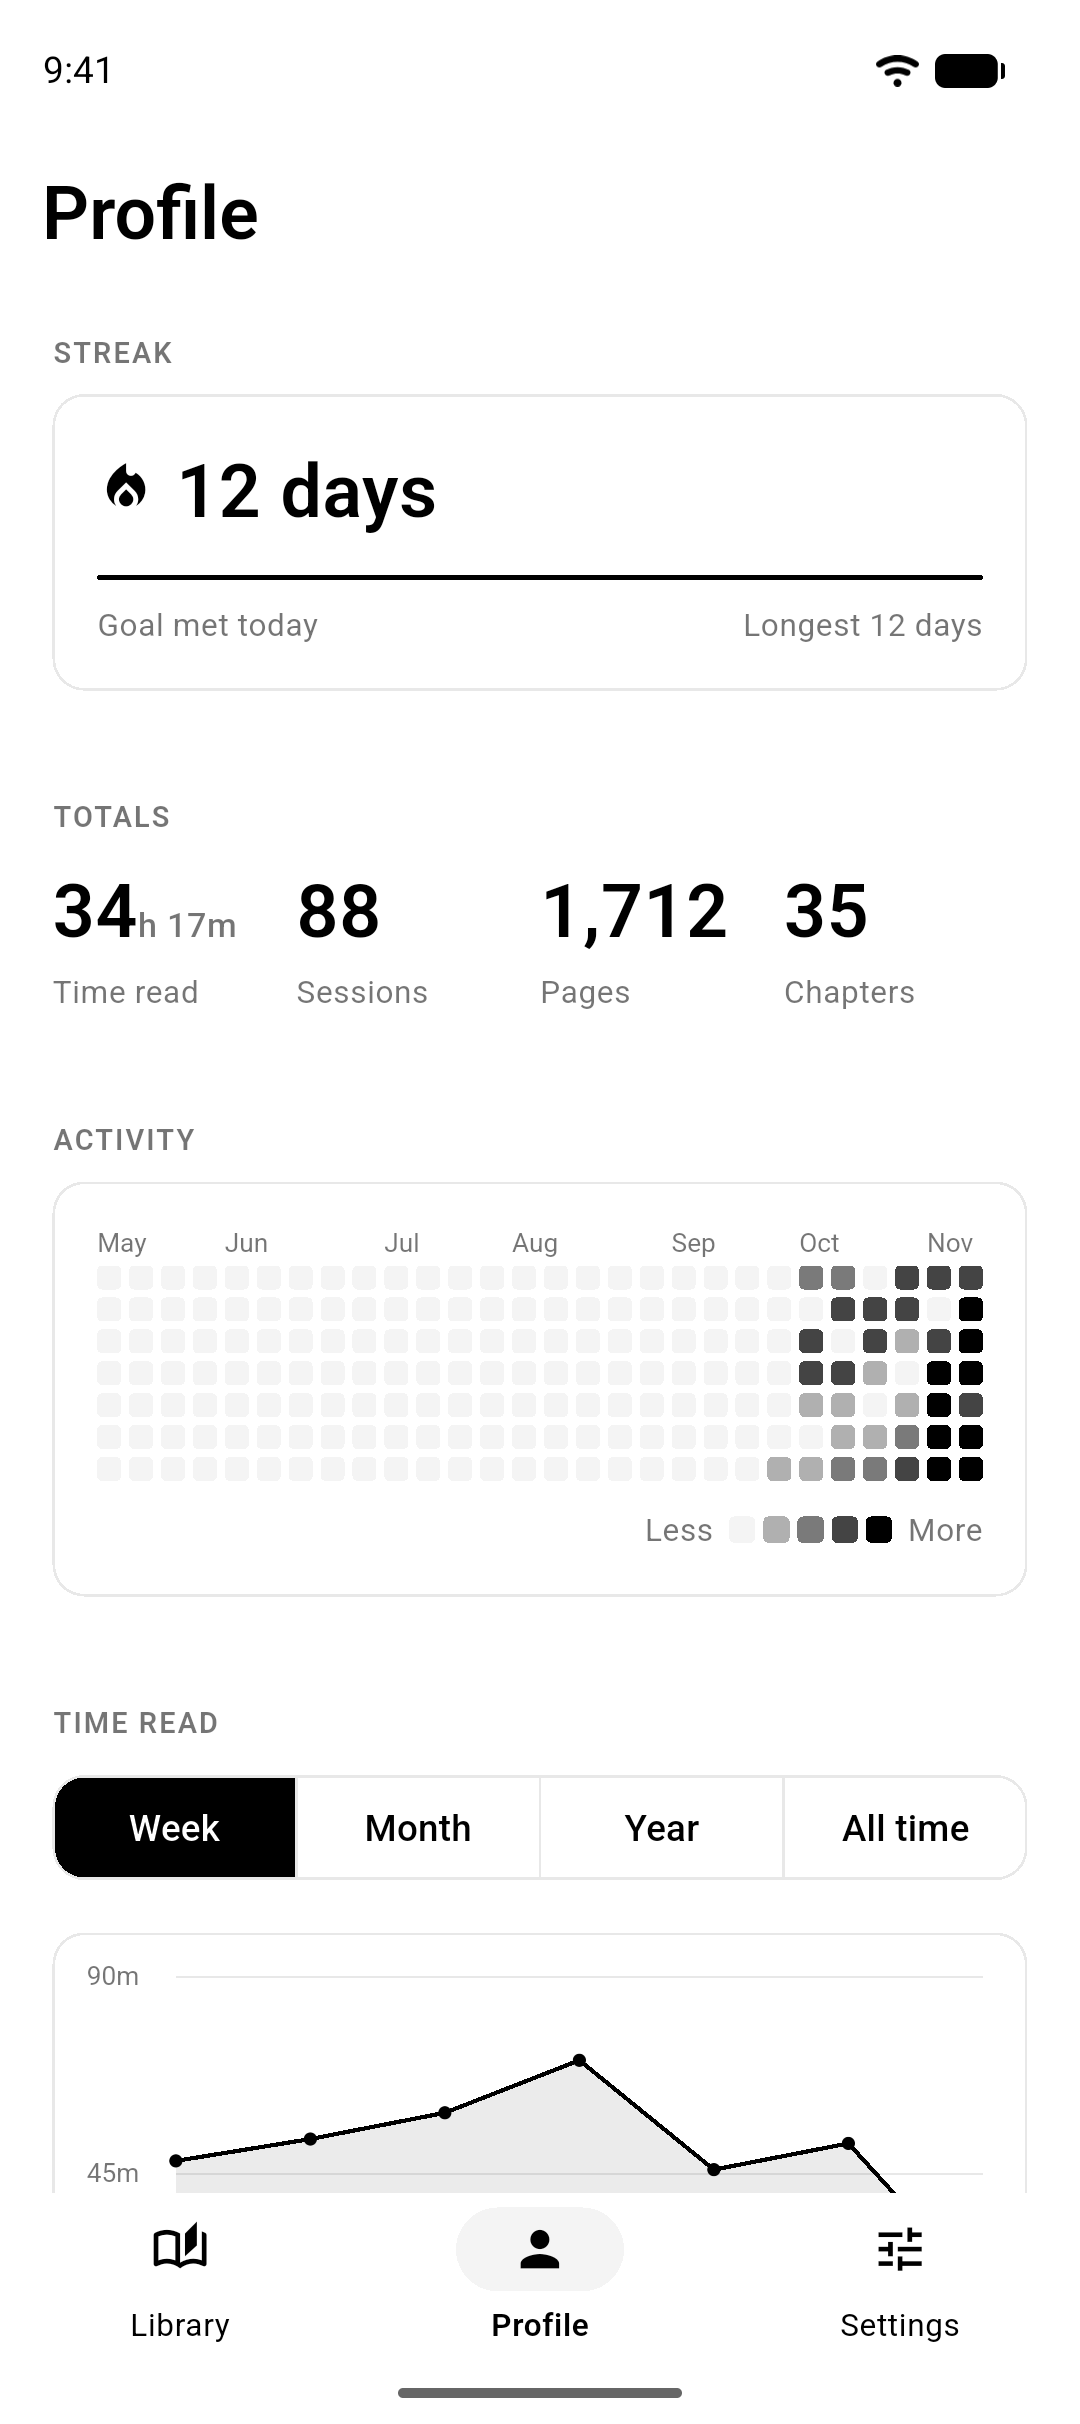 9:41
Profile
STREAK
12 days
Goal met today Longest 12 days
TOTALS
34h 17m 88 1,712 35
Time read Sessions Pages Chapters
ACTIVITY
May Jun Jul Aug Sep Oct Nov
Less More
TIME READ
Week Month Year All time
90m
45m
Library Profile Settings